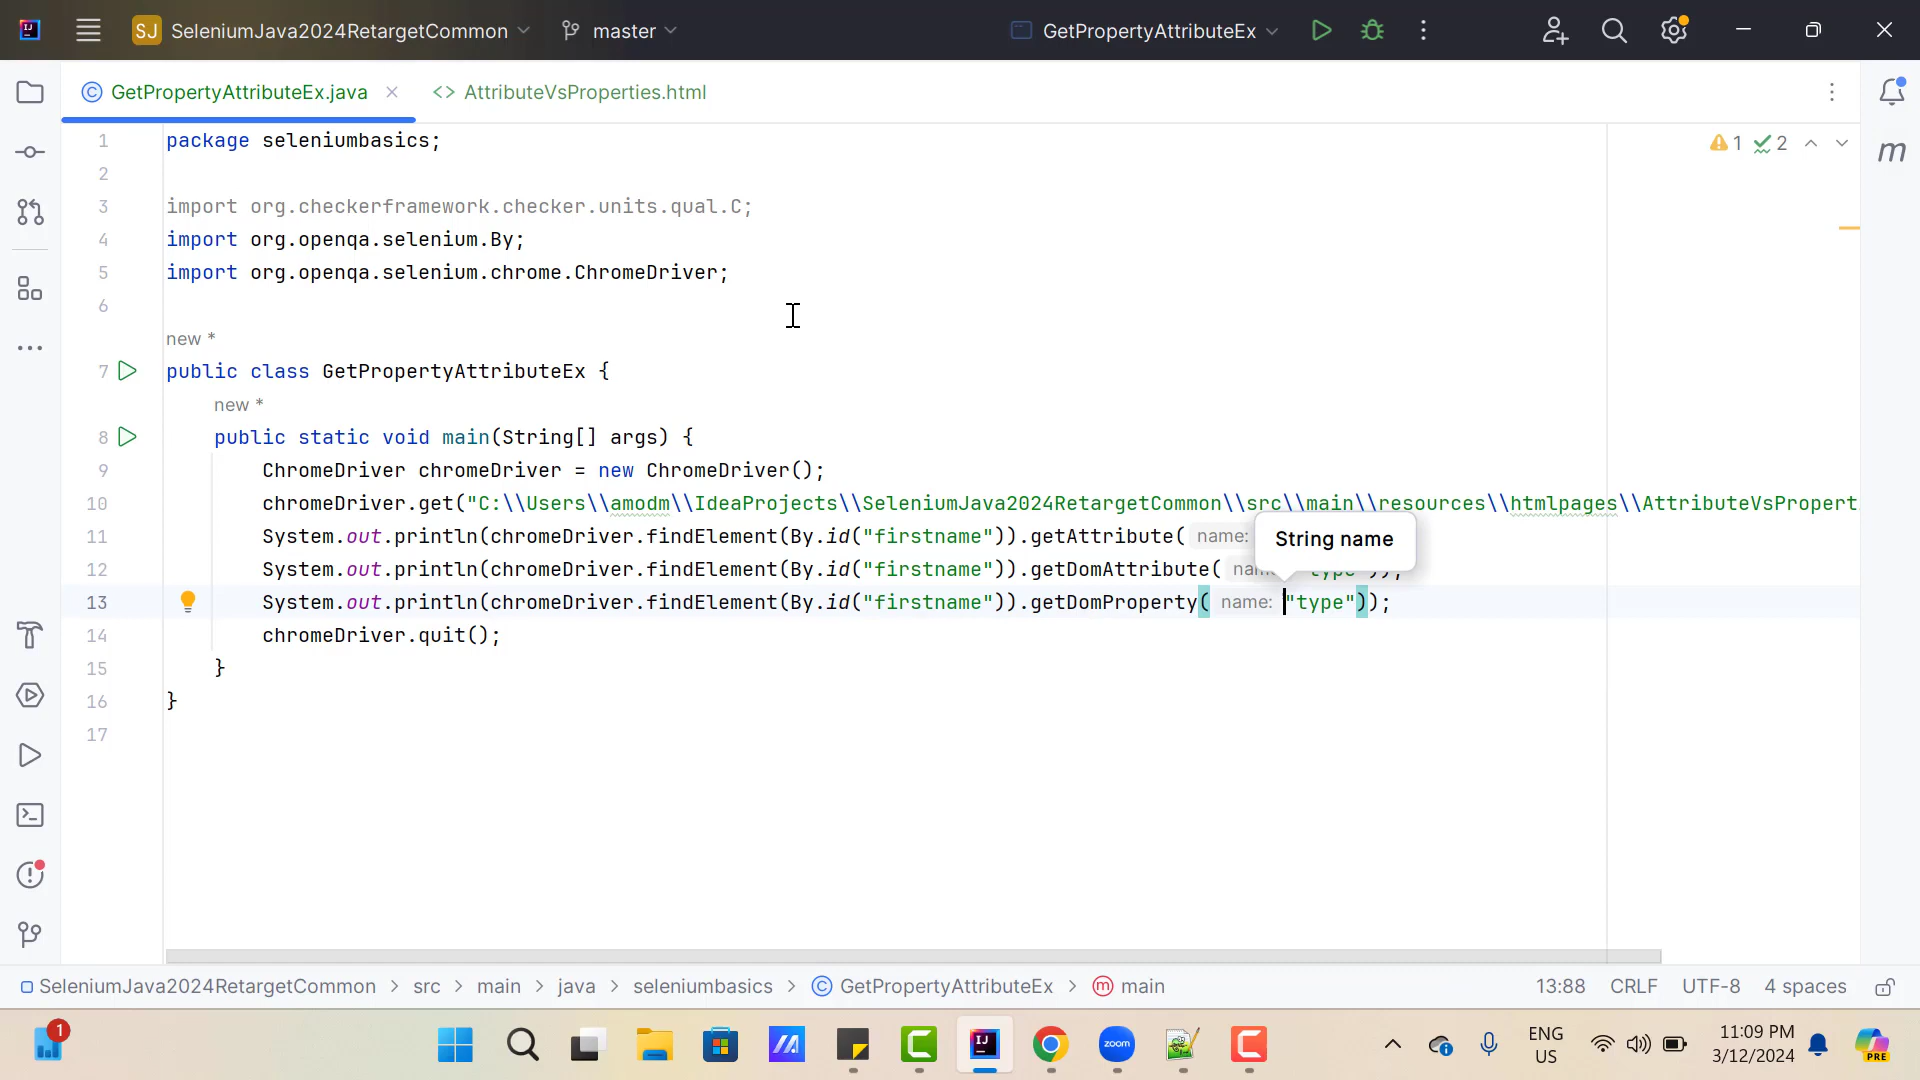 SJ SeleniumJava2024RetargetCommon master GetPropertyAttributeEx
GetPropertyAttributeEx.java <> AttributeVsProperties.html
1 package seleniumbasics; 1 2
2
3 import org.checkerframework.checker.units.qual.C;
4 import org.openqa.selenium.By;
5 import org.openqa.selenium.chrome.ChromeDriver;
6
new *
7 public class GetPropertyAttributeEx {
new *
8 public static void main(String[] args) {
9 ChromeDriver chromeDriver = new ChromeDriver();
10 chromeDriver.get("C:\\Users\\amodm\\IdeaProjects\\SeleniumJava2024RetargetCommon\\src\\main\\resources\\htmlpages\\AttributeVsPropert
11 System.out.println(chromeDriver.findElement(By.id("firstname")).getAttribute( name:
String name
12 System.out.println(chromeDriver.findElement(By.id("firstname")).getDomAttribute( "type"));
13 System.out.println(chromeDriver.findElement(By.id("firstname")).getDomProperty( name: "type"));
14 chromeDriver.quit();
15 }
16 }
17
SeleniumJava2024RetargetCommon > src > main > java > seleniumbasics > GetPropertyAttributeEx > main 13:88 CRLF UTF-8 4 spaces
1 zoom ENG US 11:09 PM 3/12/2024 PRE